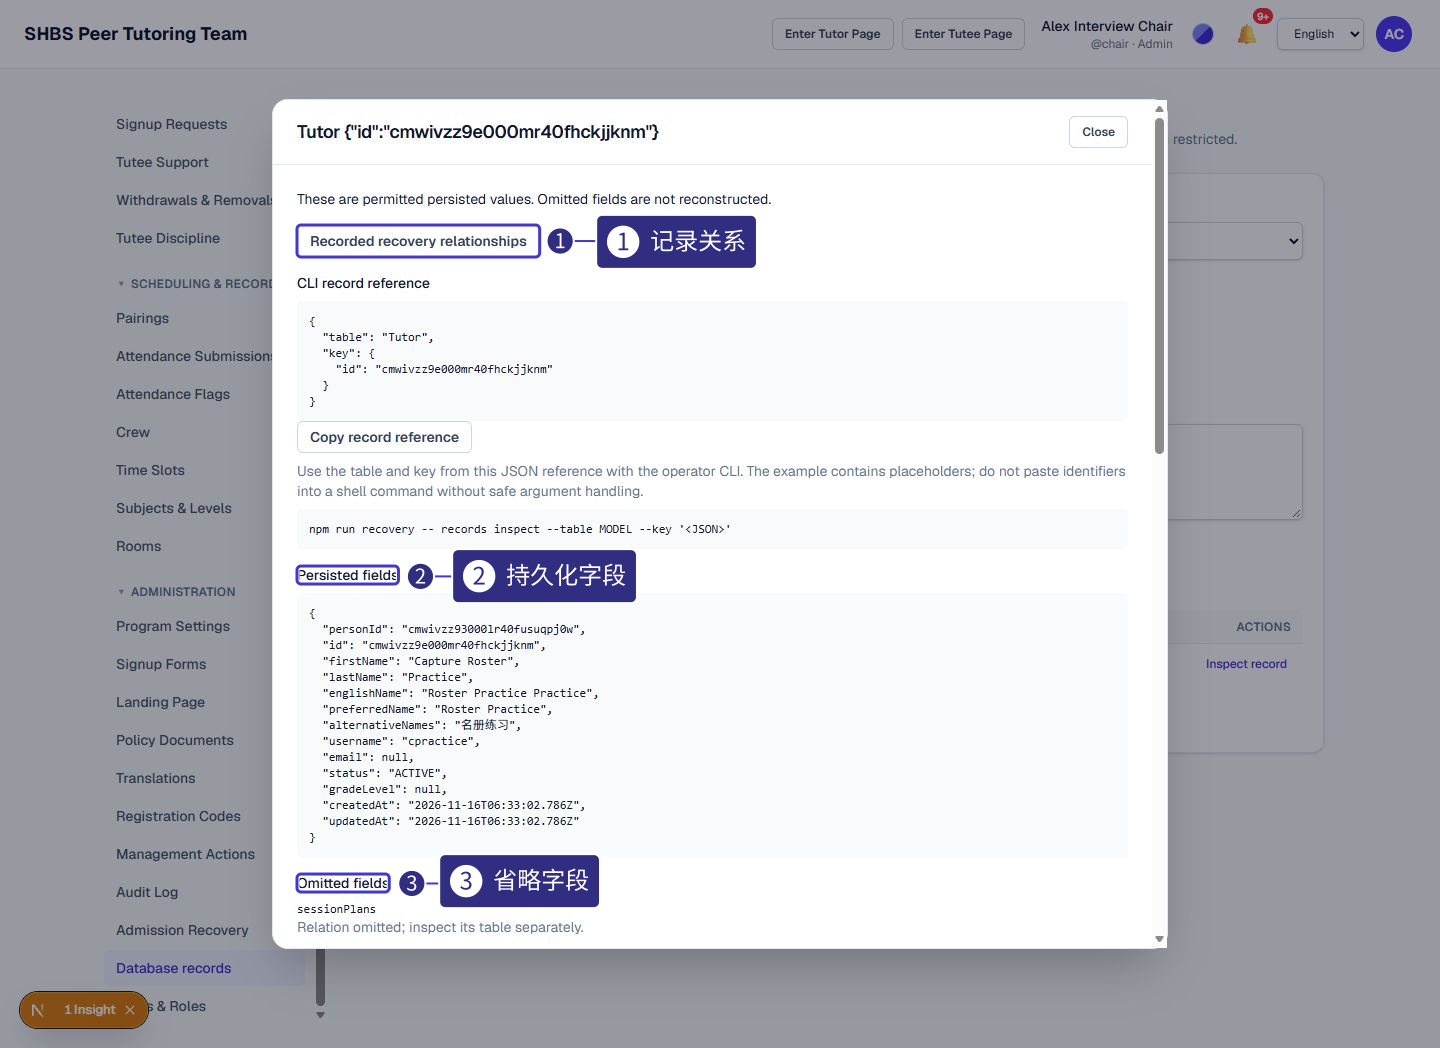 SHBS Peer Tutoring Team
Enter Tutor Page
Enter Tutee Page
Alex Interview Chair
@chair · Admin
9+
English
AC
Signup Requests
Tutee Support
Withdrawals & Removals
Tutee Discipline
SCHEDULING & RECORD
Pairings
Attendance Submissions
Attendance Flags
Crew
Time Slots
Subjects & Levels
Rooms
ADMINISTRATION
Program Settings
Signup Forms
Landing Page
Policy Documents
Translations
Registration Codes
Management Actions
Audit Log
Admission Recovery
Database records
s & Roles
1 Insight
restricted.
ACTIONS
Inspect record
Tutor {"id":"cmwivzz9e000mr40fhckjjknm"}
Close
These are permitted persisted values. Omitted fields are not reconstructed.
Recorded recovery relationships
1
1 记录关系
CLI record reference
{
"table": "Tutor",
"key": {
"id": "cmwivzz9e000mr40fhckjjknm"
}
}
Copy record reference
Use the table and key from this JSON reference with the operator CLI. The example contains placeholders; do not paste identifiers
into a shell command without safe argument handling.
npm run recovery -- records inspect --table MODEL --key '<JSON>'
Persisted fields
2
2 持久化字段
{
"personId": "cmwivzz93000lr40fusuqpj0w",
"id": "cmwivzz9e000mr40fhckjjknm",
"firstName": "Capture Roster",
"lastName": "Practice",
"englishName": "Roster Practice Practice",
"preferredName": "Roster Practice",
"alternativeNames": "名册练习",
"username": "cpractice",
"email": null,
"status": "ACTIVE",
"gradeLevel": null,
"createdAt": "2026-11-16T06:33:02.786Z",
"updatedAt": "2026-11-16T06:33:02.786Z"
}
Omitted fields
3
3 省略字段
sessionPlans
Relation omitted; inspect its table separately.